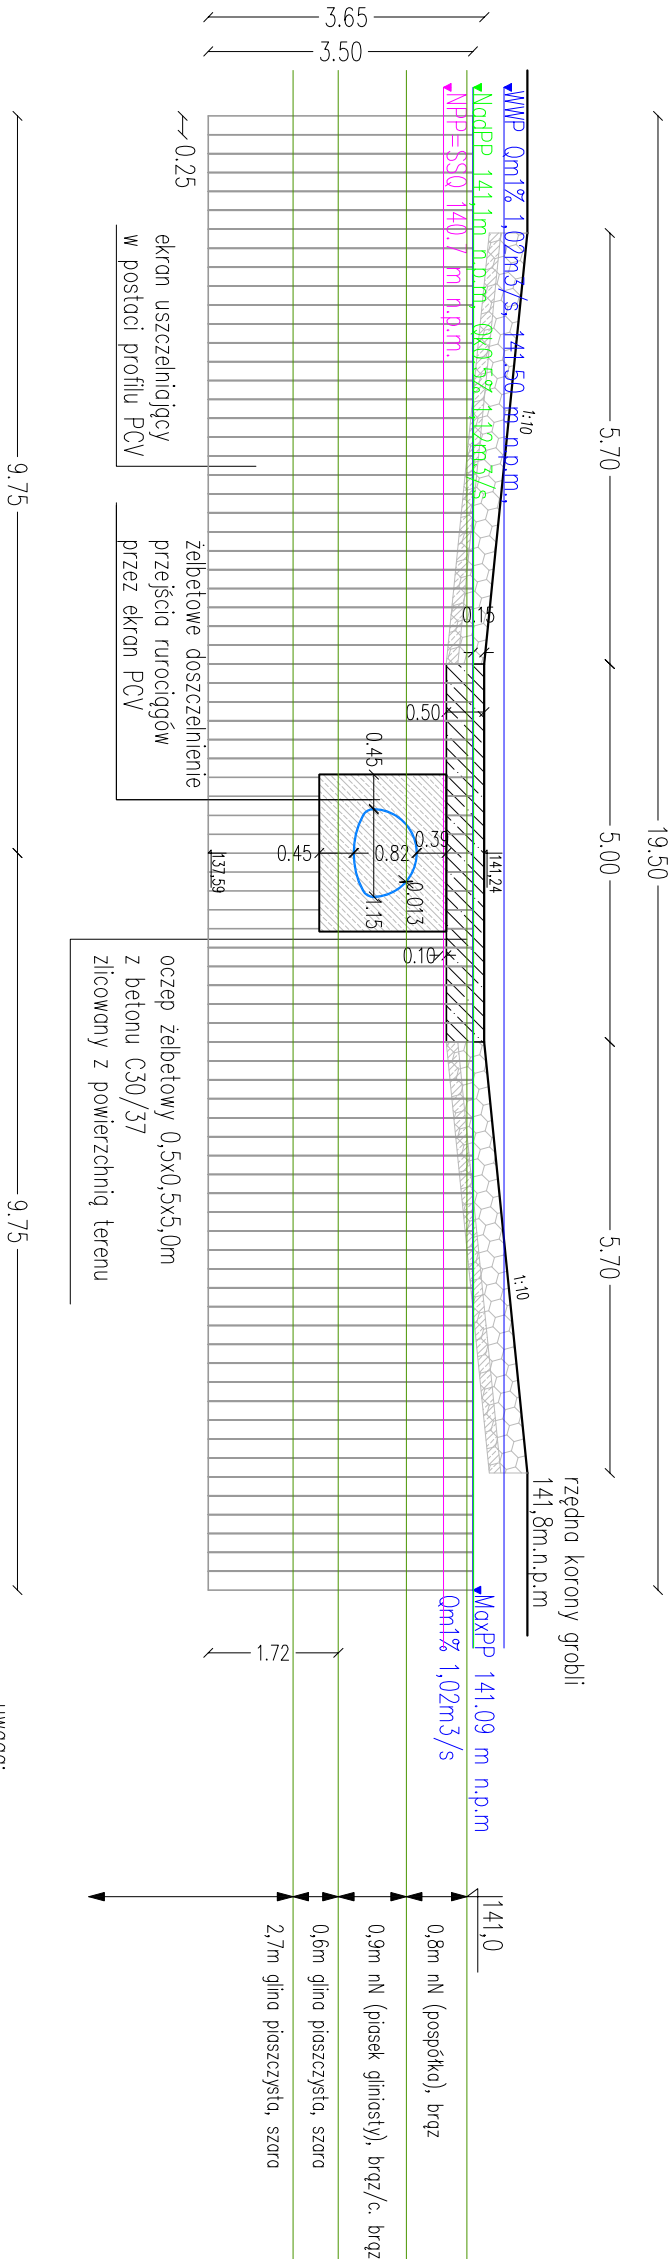 3.65
3.50
0.25
9.75
9.75
19.50
5.70
5.00
5.70
WWP Qm1% 1,02m3/s, 141.50 m n.p.m.,
NadPP 141,1m n.p.m, Qk0.5% 1,12m3/s
NPP=SSQ 140.7 m n.p.m.
1:10
1:10
ekran uszczelniający
w postaci profilu PCV
żelbetowe doszczelnienie
przejścia rurociągów
przez ekran PCV
0.15
0.50
0.45
0.39
0.82
0.45
1.15
0.013
0.10
141,24
137,59
oczep żelbetowy 0,5x0,5x5,0m
z betonu C30/37
zlicowany z powierzchnią terenu
rzędna korony grobli
141,8m.n.p.m
MaxPP 141.09 m n.p.m
Qm1% 1,02m3/s
1.72
141,0
0,8m nN (pospółka), brąz
0,9m nN (piasek gliniasty), brąz/c. brąz
0,6m glina piaszczysta, szara
2,7m glina piaszczysta, szara